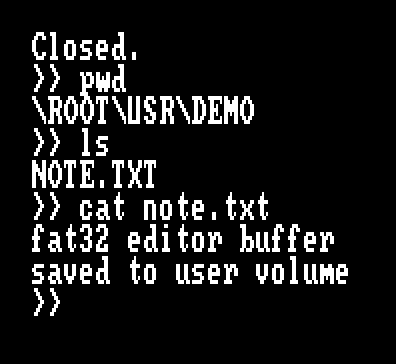 Closed.
>> pwd
\ROOT\USR\DEMO
>> ls
NOTE.TXT
>> cat note.txt
fat32 editor buffer
saved to user volume
>>